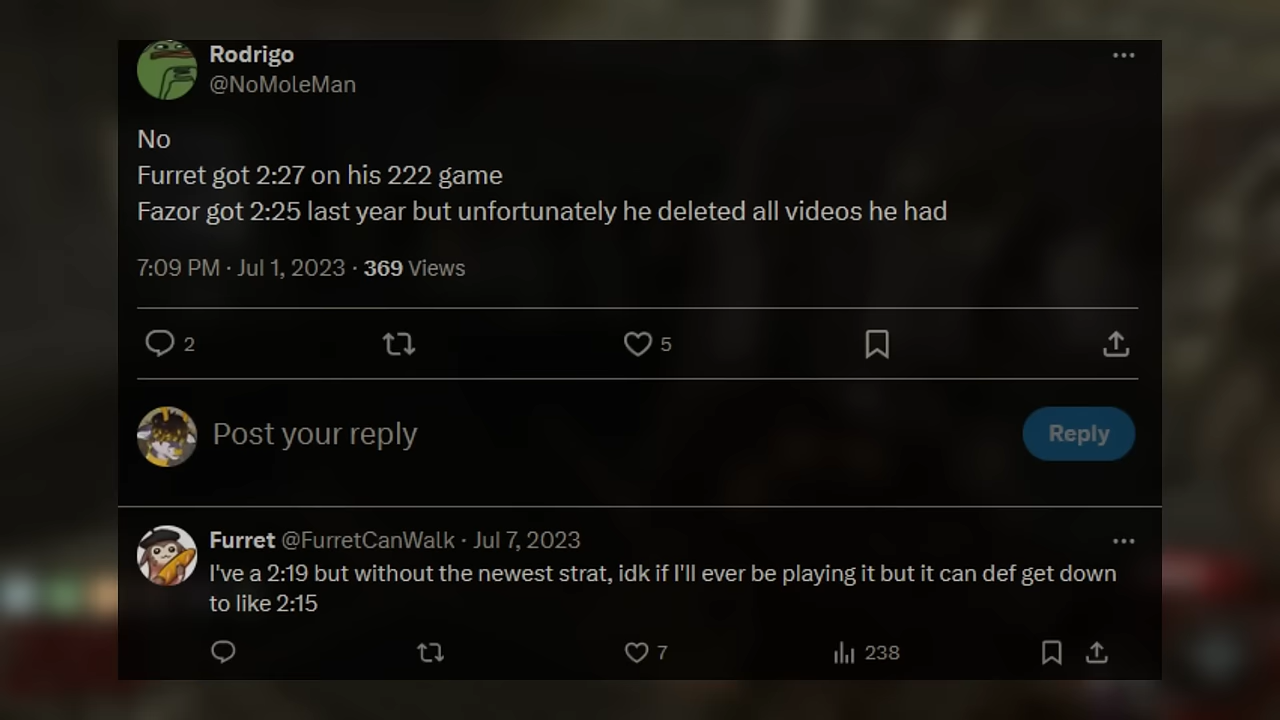 Rodrigo
@NoMoleMan
No
Furret got 2:27 on his 222 game
Fazor got 2:25 last year but unfortunately he deleted all videos he had
7:09 PM · Jul 1, 2023 · 369 Views
2
5
Post your reply
Reply
Furret @FurretCanWalk · Jul 7, 2023
I've a 2:19 but without the newest strat, idk if I'll ever be playing it but it can def get down
to like 2:15
7
238